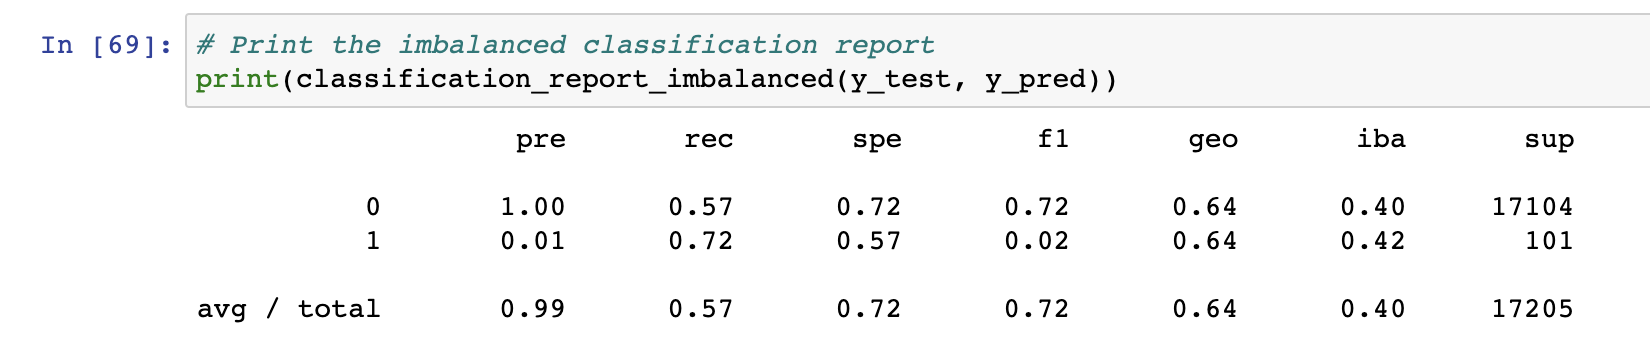 In [69]: # Print the imbalanced classification report
print(classification_report_imbalanced(y_test, y_pred))
pre rec spe f1 geo iba sup
0 1.00 0.57 0.72 0.72 0.64 0.40 17104
1 0.01 0.72 0.57 0.02 0.64 0.42 101
avg / total 0.99 0.57 0.72 0.72 0.64 0.40 17205